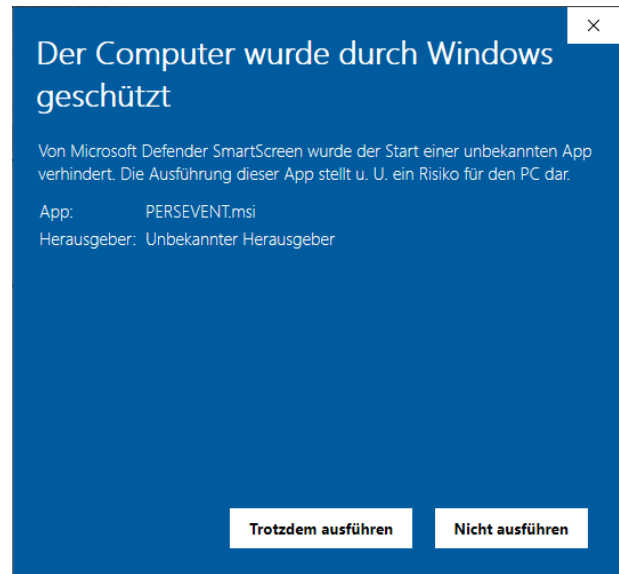 Der Computer wurde durch Windows
geschützt
Von Microsoft Defender SmartScreen wurde der Start einer unbekannten App
verhindert. Die Ausführung dieser App stellt u. U. ein Risiko für den PC dar.
App: PERSEVENT.msi
Herausgeber: Unbekannter Herausgeber
Trotzdem ausführen Nicht ausführen